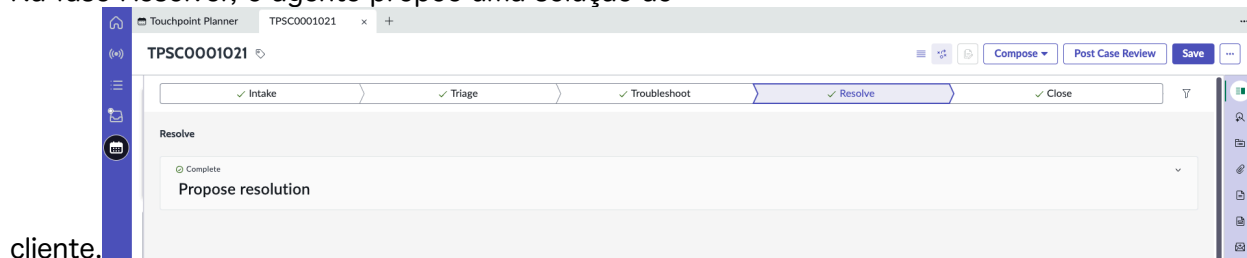 Na fase Resolver, o agente propõe uma solução ao
Touchpoint Planner TPSC0001021 × +
TPSC0001021 Compose Post Case Review Save
Intake Triage Troubleshoot Resolve Close
Resolve
Complete
Propose resolution
cliente.